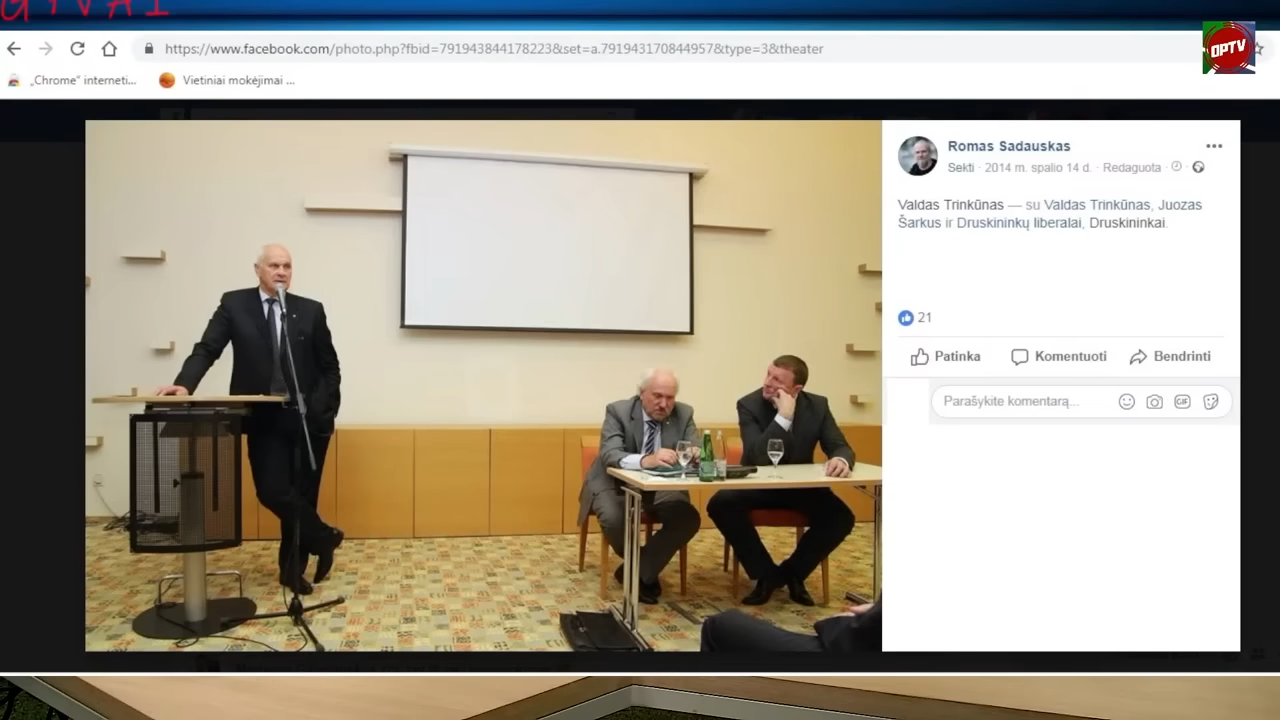 GYVAI
https://www.facebook.com/photo.php?fbid=791943844178223&set=a.791943170844957&type=3&theater
OPTV
„Chrome“ interneti...
Vietiniai mokėjimai ...
Romas Sadauskas
Sekti · 2014 m. spalio 14 d. · Redaguota ·
Valdas Trinkūnas — su Valdas Trinkūnas, Juozas
Šarkus ir Druskininkų liberalai, Druskininkai.
21
Patinka Komentuoti Bendrinti
Parašykite komentarą...
GIF